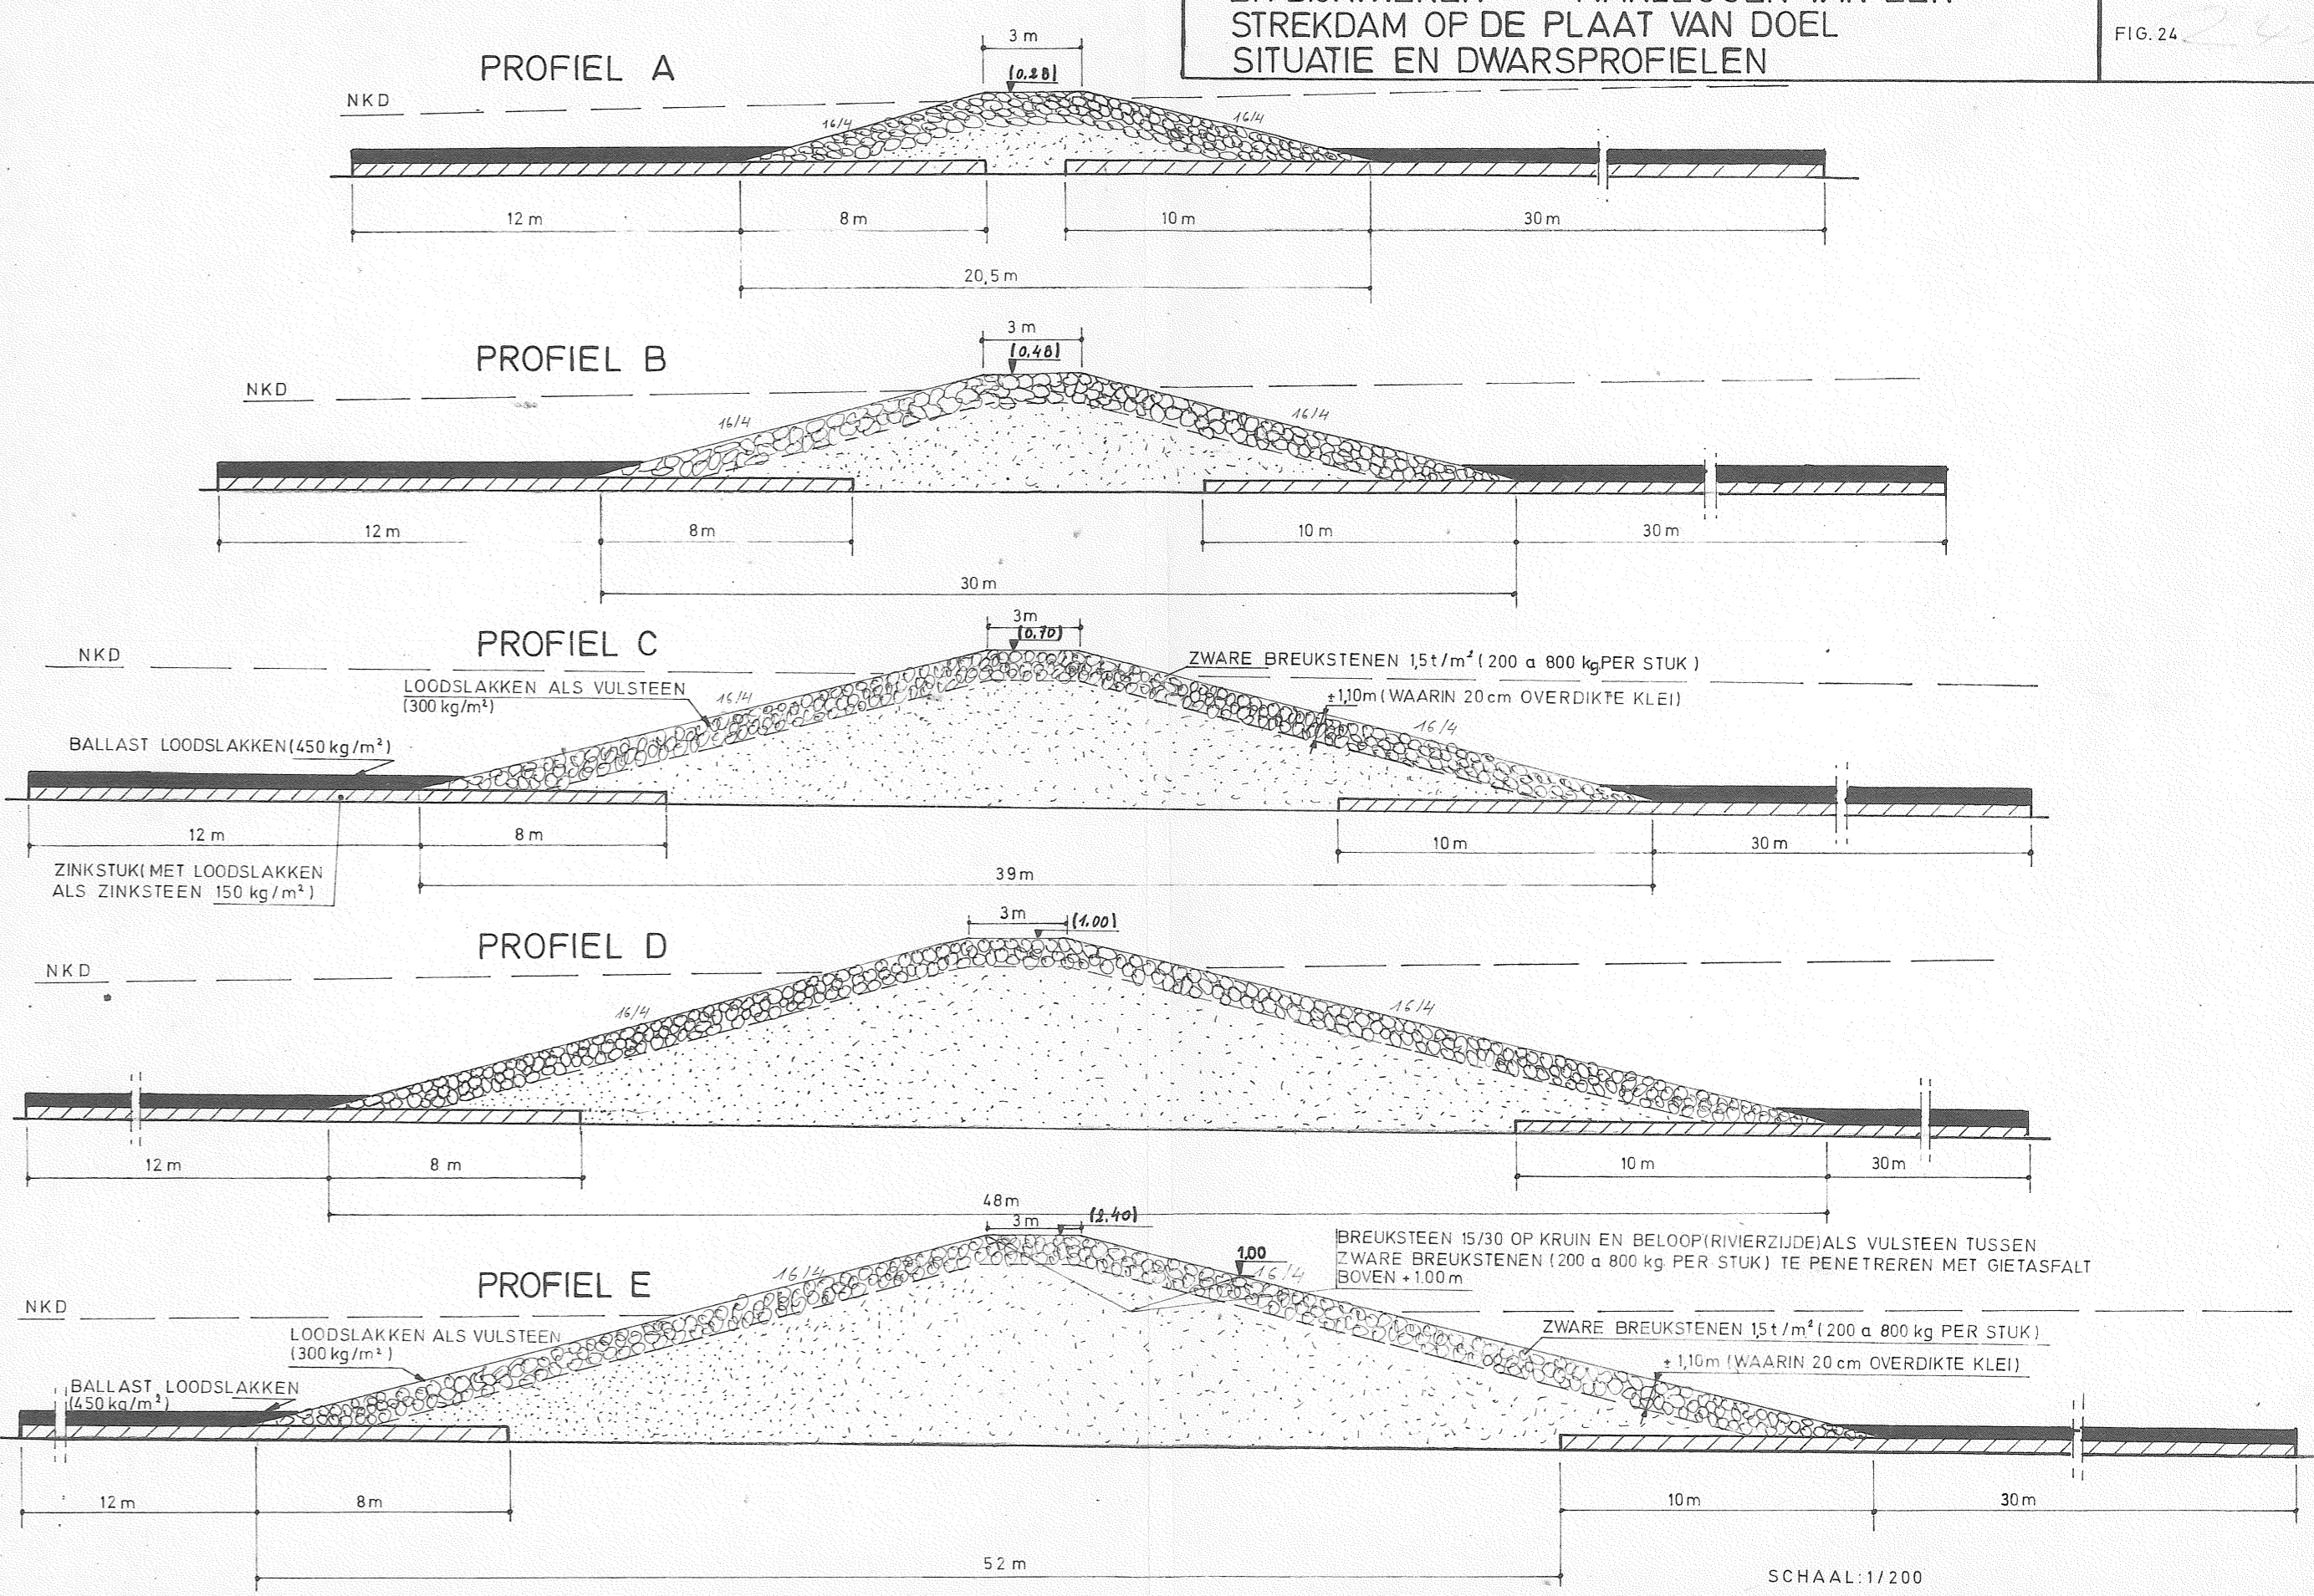 STREKDAM OP DE PLAAT VAN DOEL
SITUATIE EN DWARSPROFIELEN
FIG. 24
PROFIEL A
3 m
(0.28)
NKD
16/4
16/4
12 m
8 m
10 m
30 m
20,5 m
PROFIEL B
3 m
(0.48)
NKD
16/4
16/4
12 m
8 m
10 m
30 m
30 m
PROFIEL C
3m
(0.70)
NKD
ZWARE BREUKSTENEN 1,5 t/m² (200 a 800 kg PER STUK)
LOODSLAKKEN ALS VULSTEEN
(300 kg/m²)
16/4
± 1,10m (WAARIN 20 cm OVERDIKTE KLEI)
16/4
BALLAST LOODSLAKKEN (450 kg/m²)
12 m
8 m
10 m
30 m
ZINKSTUK (MET LOODSLAKKEN
ALS ZINKSTEEN 150 kg/m²)
39 m
PROFIEL D
3 m
(1.00)
NKD
16/4
16/4
12 m
8 m
10 m
30 m
48 m
PROFIEL E
3 m
(2.40)
1.00
BREUKSTEEN 15/30 OP KRUIN EN BELOOP (RIVIERZIJDE) ALS VULSTEEN TUSSEN
ZWARE BREUKSTENEN (200 a 800 kg. PER STUK) TE PENETREREN MET GIETASFALT
BOVEN + 1.00 m
16/4
16/4
NKD
LOODSLAKKEN ALS VULSTEEN
(300 kg/m²)
ZWARE BREUKSTENEN 1,5 t/m² (200 a 800 kg PER STUK)
± 1,10m (WAARIN 20 cm OVERDIKTE KLEI)
BALLAST LOODSLAKKEN
(450 kg/m²)
12 m
8 m
10 m
30 m
52 m
SCHAAL: 1/200